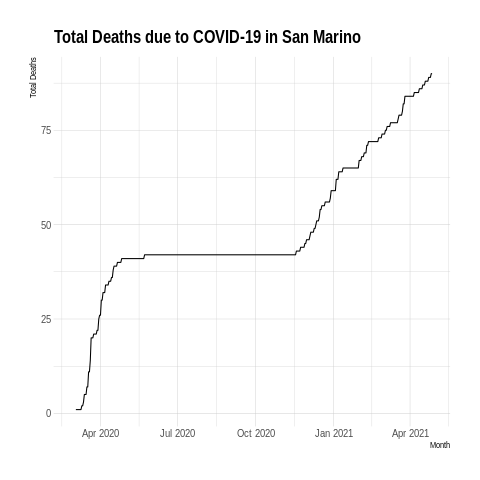 Total Deaths due to COVID-19 in San Marino
Total Deaths
75
50
25
0
Apr 2020 Jul 2020 Oct 2020 Jan 2021 Apr 2021
Month